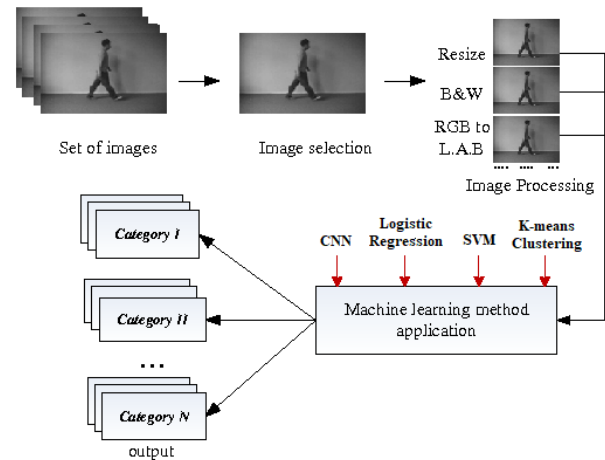 Set of images
Image selection
Resize
B&W
RGB to
L.A.B
.... .... ...
Image Processing
CNN
Logistic
Regression
SVM
K-means
Clustering
Machine learning method
application
Category I
Category II
...
Category N
output